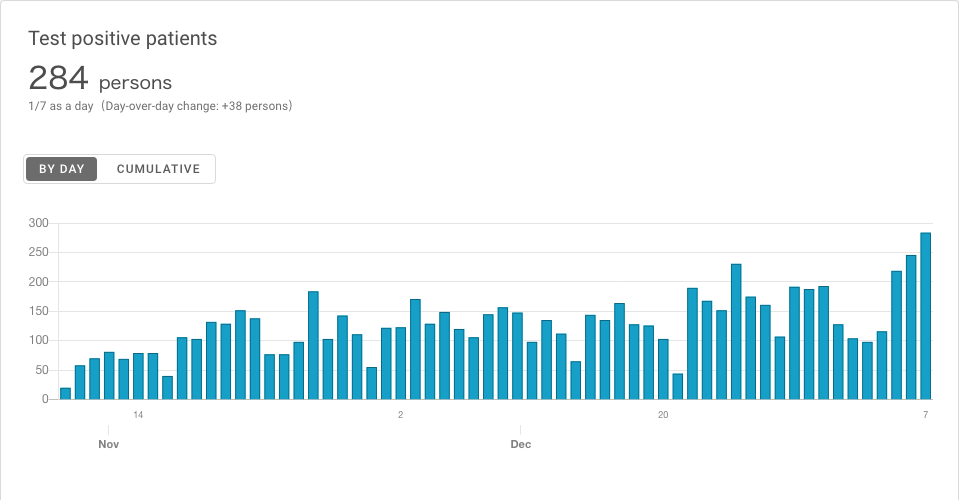 Test positive patients
284 persons
1/7 as a day（Day-over-day change: +38 persons）
BY DAY CUMULATIVE
300
250
200
150
100
50
0
14 2 20 7
Nov Dec